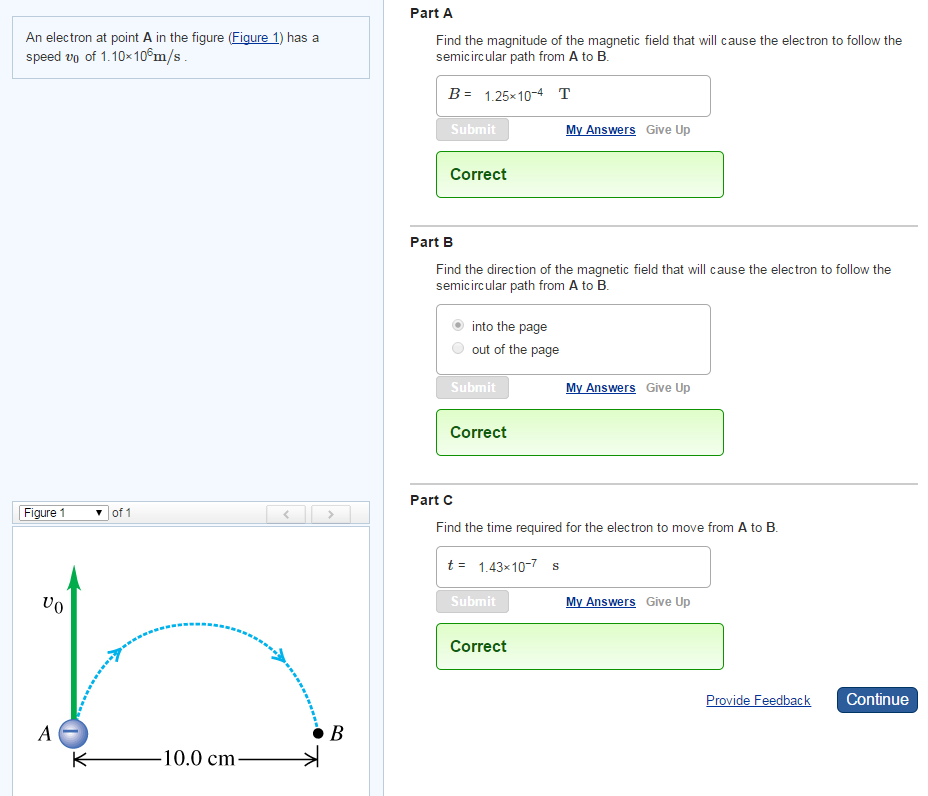 An electron at point A in the figure (Figure 1) has a
speed v₀ of 1.10×10⁶m/s .
Figure 1 of 1
v₀
A
B
10.0 cm
Part A
Find the magnitude of the magnetic field that will cause the electron to follow the
semicircular path from A to B.
B = 1.25×10⁻⁴ T
Submit My Answers Give Up
Correct
Part B
Find the direction of the magnetic field that will cause the electron to follow the
semicircular path from A to B.
into the page
out of the page
Submit My Answers Give Up
Correct
Part C
Find the time required for the electron to move from A to B.
t = 1.43×10⁻⁷ s
Submit My Answers Give Up
Correct
Provide Feedback Continue